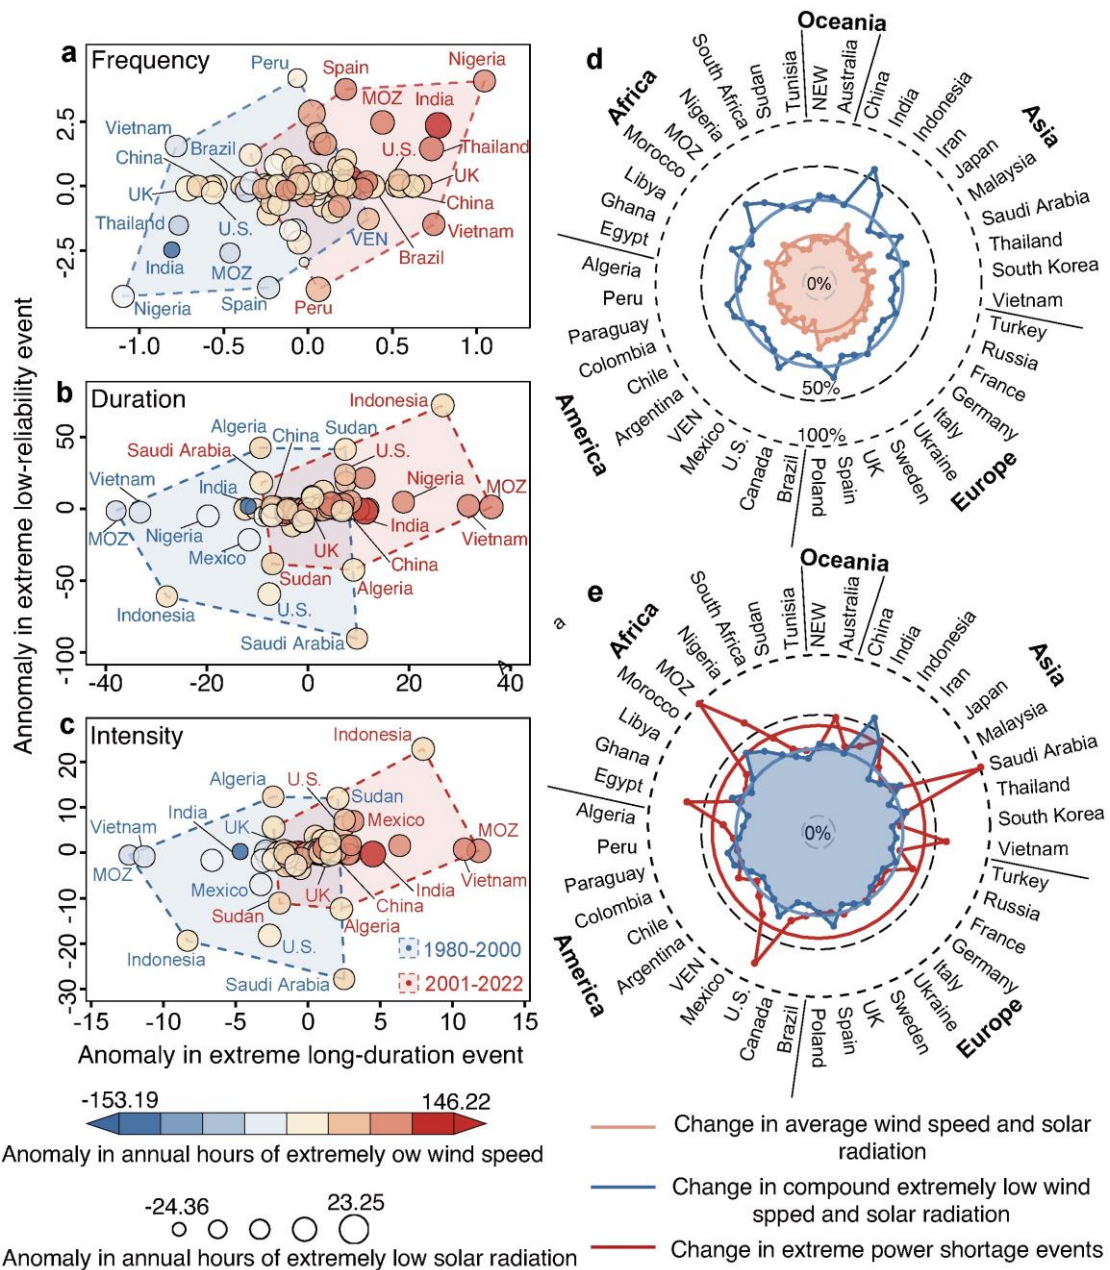 Annomaly in extreme low-reliability event
a Frequency
Peru
Spain
Nigeria
MOZ
India
Vietnam
China
Brazil
U.S.
Thailand
UK
UK
China
Thailand
U.S.
VEN
Vietnam
India
MOZ
Brazil
Nigeria
Spain
Peru
2.5
0.0
-2.5
-1.0 -0.5 0.0 0.5 1.0
b Duration
Indonesia
Algeria
China
Sudan
Saudi Arabia
U.S.
Vietnam
India
Nigeria
MOZ
MOZ
Nigeria
India
Vietnam
Mexico
UK
China
Sudan
Algeria
Indonesia
U.S.
Saudi Arabia
50
0
-50
-100
-40 -20 0 20 40
c Intensity
Indonesia
Algeria
U.S.
Sudan
India
UK
Mexico
Vietnam
MOZ
MOZ
Mexico
UK
India
Vietnam
Sudan
China
Algeria
U.S.
Indonesia
Saudi Arabia
1980-2000
2001-2022
20
10
0
-10
-20
-30
-15 -10 -5 0 5 10 15
Anomaly in extreme long-duration event
-153.19 146.22
Anomaly in annual hours of extremely ow wind speed
-24.36 23.25
Anomaly in annual hours of extremely low solar radiation
d
Oceania
NEW
Australia
Asia
China
India
Indonesia
Iran
Japan
Malaysia
Saudi Arabia
Thailand
South Korea
Vietnam
Europe
Turkey
Russia
France
Germany
Italy
Ukraine
Sweden
UK
Spain
Poland
America
Brazil
Canada
U.S.
Mexico
VEN
Argentina
Chile
Colombia
Paraguay
Peru
Africa
Algeria
Egypt
Ghana
Libya
Morocco
MOZ
Nigeria
South Africa
Sudan
Tunisia
0%
50%
100%
e
a
Oceania
NEW
Australia
Asia
China
India
Indonesia
Iran
Japan
Malaysia
Saudi Arabia
Thailand
South Korea
Vietnam
Europe
Turkey
Russia
France
Germany
Italy
Ukraine
Sweden
UK
Spain
Poland
America
Brazil
Canada
U.S.
Mexico
VEN
Argentina
Chile
Colombia
Paraguay
Peru
Africa
Algeria
Egypt
Ghana
Libya
Morocco
MOZ
Nigeria
South Africa
Sudan
Tunisia
0%
Change in average wind speed and solar
radiation
Change in compound extremely low wind
spped and solar radiation
Change in extreme power shortage events